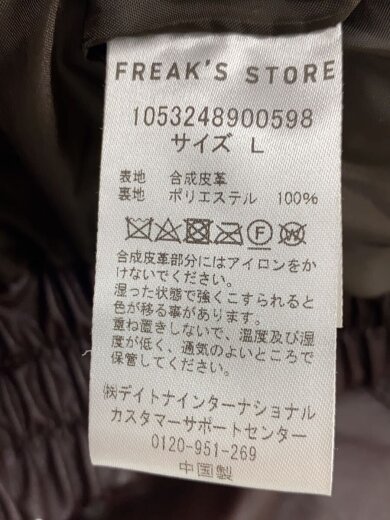 FREAK'S STORE
1053248900598
サイズ L
表地 合成皮革
裏地 ポリエステル 100%
合成皮革部分にはアイロンをか
けないでください。
湿った状態で強くこすられると
色が移る事があります。
重ね置きしないで、温度及び湿
度が低く、通気のよいところで
保管してください。
㈱デイトナインターナショナル
カスタマーサポートセンター
0120-951-269
中国製